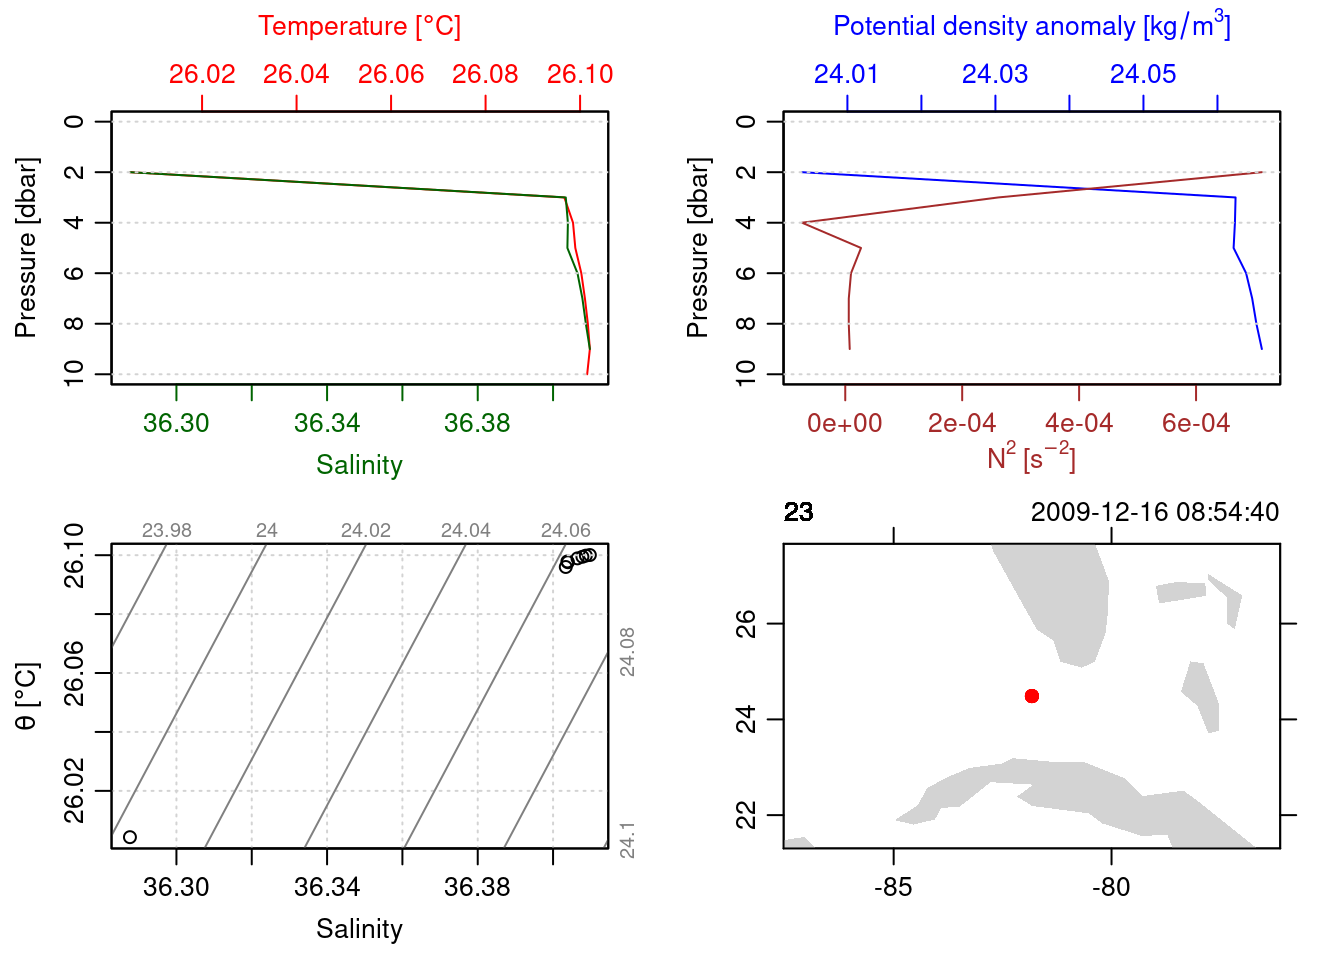 Temperature [°C]
26.02 26.04 26.06 26.08 26.10
0 2 4 6 8 10
Pressure [dbar]
36.30 36.34 36.38
Salinity
Potential density anomaly [kg/m³]
24.01 24.03 24.05
0 2 4 6 8 10
Pressure [dbar]
0e+00 2e-04 4e-04 6e-04
N² [s⁻²]
23.98 24 24.02 24.04 24.06
24.08
24.1
26.02 26.06 26.10
θ [°C]
36.30 36.34 36.38
Salinity
23 2009-12-16 08:54:40
22 24 26
-85 -80